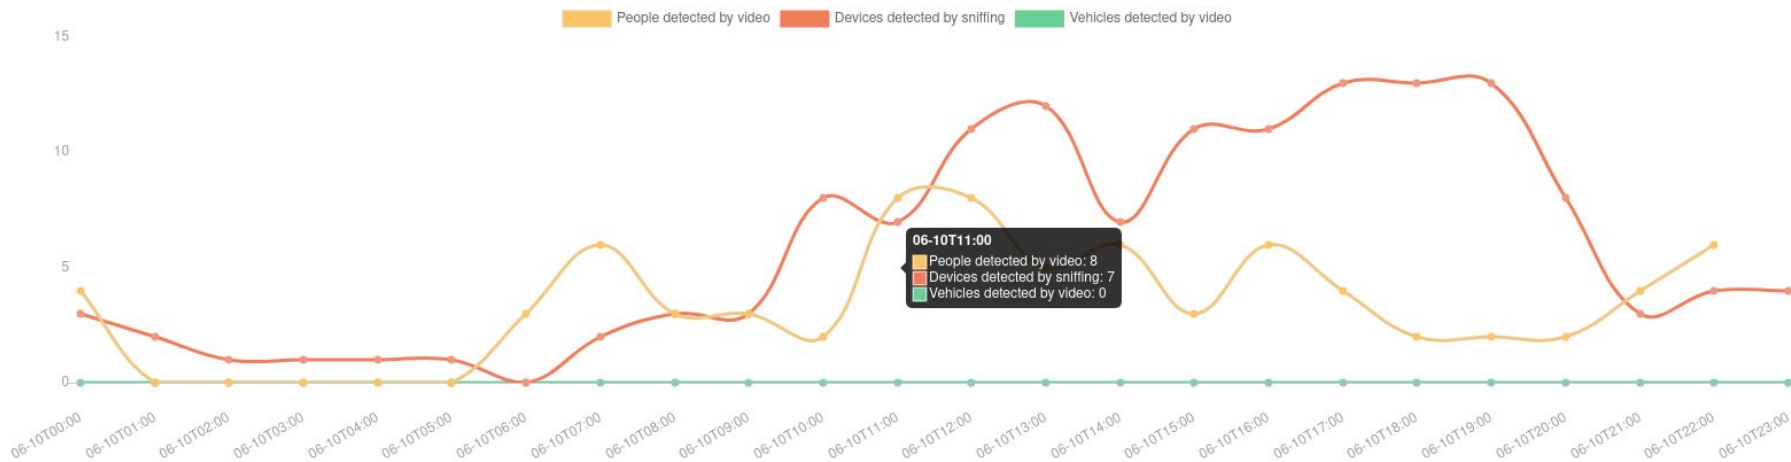 People detected by video Devices detected by sniffing Vehicles detected by video
15
10
5
0
06-10T11:00
People detected by video: 8
Devices detected by sniffing: 7
Vehicles detected by video: 0
06-10T00:00 06-10T01:00 06-10T02:00 06-10T03:00 06-10T04:00 06-10T05:00 06-10T06:00 06-10T07:00 06-10T08:00 06-10T09:00 06-10T10:00 06-10T11:00 06-10T12:00 06-10T13:00 06-10T14:00 06-10T15:00 06-10T16:00 06-10T17:00 06-10T18:00 06-10T19:00 06-10T20:00 06-10T21:00 06-10T22:00 06-10T23:00